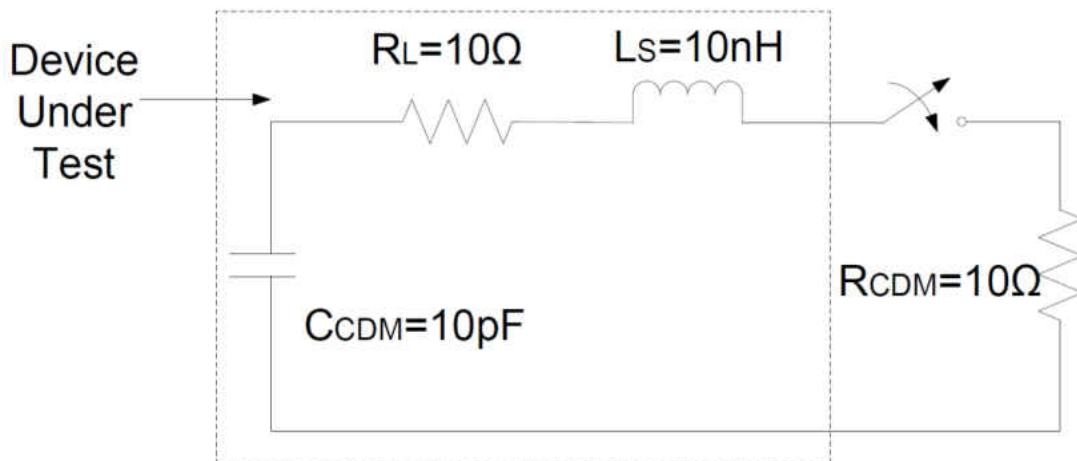 Device
Under
Test
RL=10Ω
LS=10nH
CCDM=10pF
RCDM=10Ω